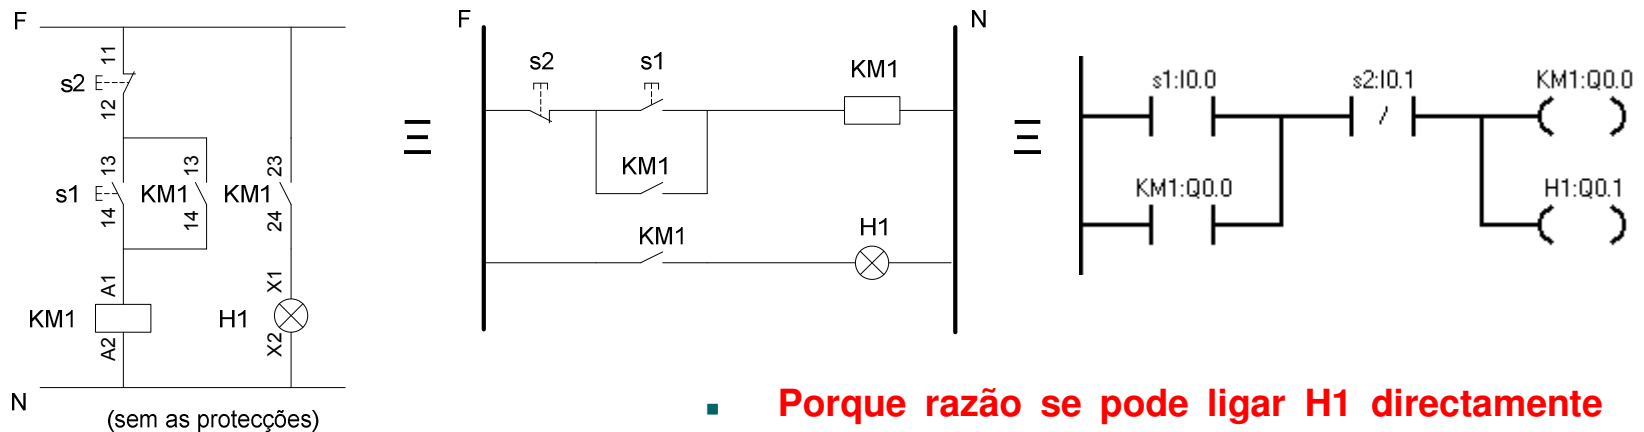 F
11
s2
12
13
13
23
s1
KM1
KM1
14
14
24
A1
X1
KM1
H1
A2
X2
N
(sem as protecções)
Ξ
F
N
s2
s1
KM1
KM1
KM1
H1
Ξ
s1:I0.0
s2:I0.1
KM1:Q0.0
KM1:Q0.0
H1:Q0.1
Porque razão se pode ligar H1 directamente